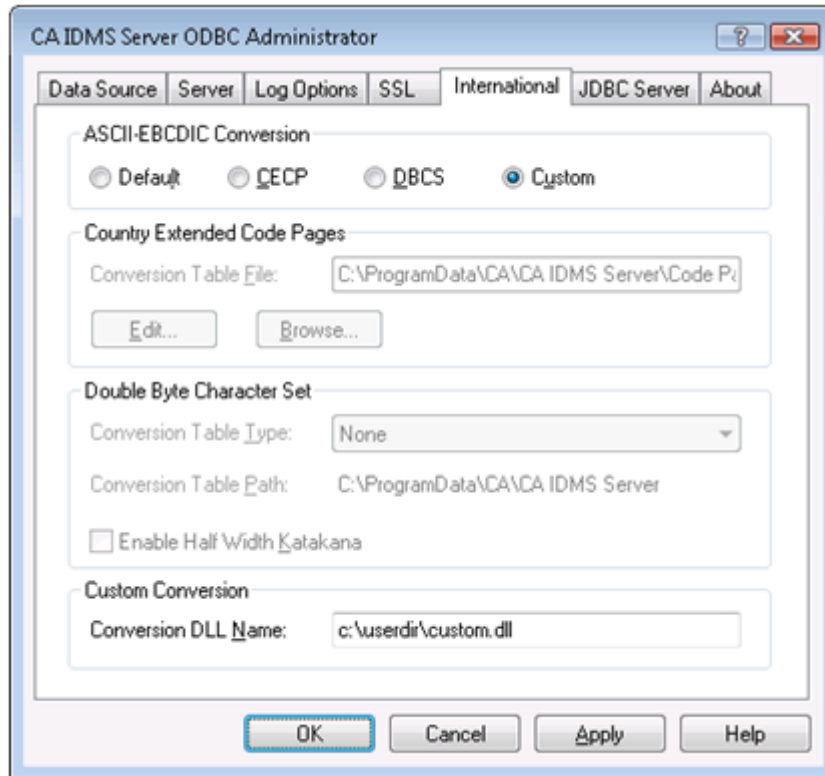 CA IDMS Server ODBC Administrator
Data Source Server Log Options SSL International JDBC Server About
ASCII-EBCDIC Conversion
Default CECP DBCS Custom
Country Extended Code Pages
Conversion Table File: C:\ProgramData\CA\CA IDMS Server\Code Pa
Edit... Browse...
Double Byte Character Set
Conversion Table Type: None
Conversion Table Path: C:\ProgramData\CA\CA IDMS Server
Enable Half Width Katakana
Custom Conversion
Conversion DLL Name: c:\userdir\custom.dll
OK Cancel Apply Help